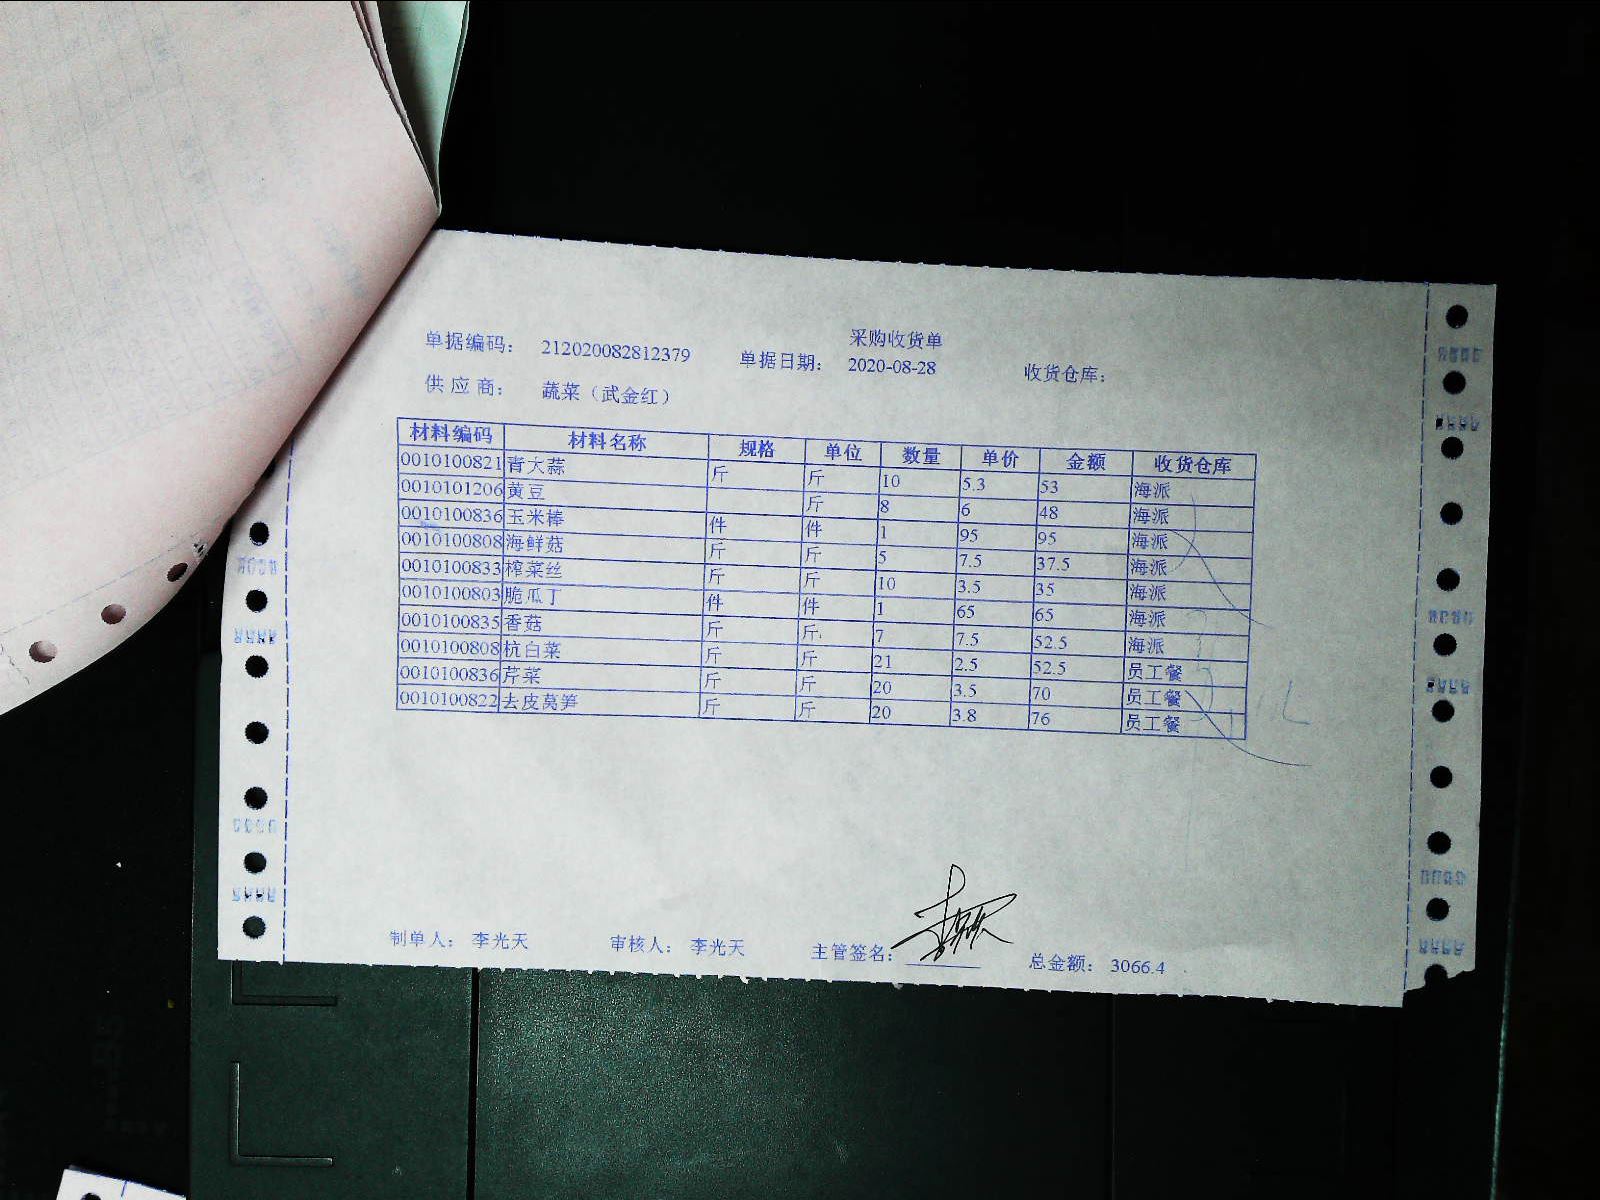 采购收货单
单据编码： 212020082812379 单据日期： 2020-08-28 收货仓库：
供 应 商： 蔬菜（武金红）
材料编码 材料名称 规格 单位 数量 单价 金额 收货仓库
0010100821 青大蒜 斤 斤 10 5.3 53 海派
0010101206 黄豆 斤 8 6 48 海派
0010100836 玉米棒 件 件 1 95 95 海派
0010100808 海鲜菇 斤 斤 5 7.5 37.5 海派
0010100833 榨菜丝 斤 斤 10 3.5 35 海派
0010100803 脆瓜丁 件 件 1 65 65 海派
0010100835 香菇 斤 斤 7 7.5 52.5 海派
0010100808 杭白菜 斤 斤 21 2.5 52.5 员工餐
0010100836 芹菜 斤 斤 20 3.5 70 员工餐
0010100822 去皮莴笋 斤 斤 20 3.8 76 员工餐
制单人： 李光天 审核人： 李光天 主管签名： 总金额： 3066.4